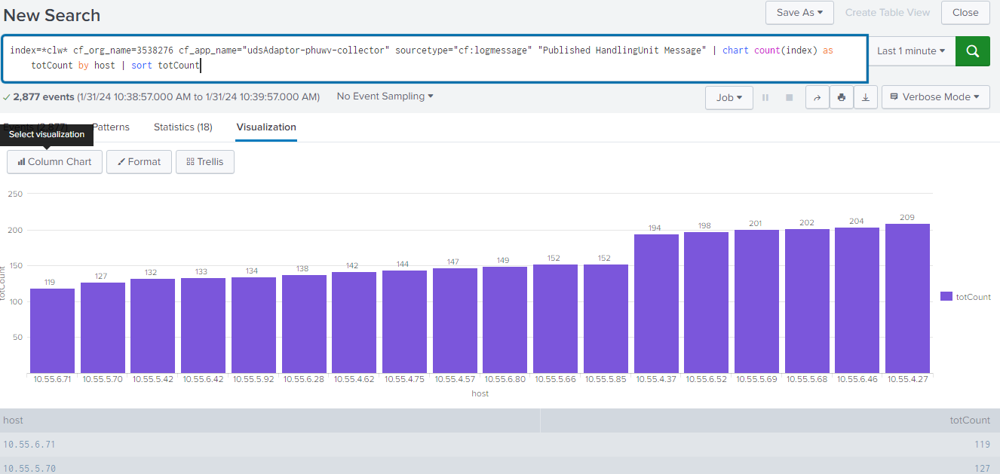 New Search
Save As ▾
Create Table View
Close
index=*clw* cf_org_name=3538276 cf_app_name="udsAdaptor-phuwv-collector" sourcetype="cf:logmessage" "Published HandlingUnit Message" | chart count(index) as
totCount by host | sort totCount
Last 1 minute ▾
✓ 2,877 events (1/31/24 10:38:57.000 AM to 1/31/24 10:39:57.000 AM)
No Event Sampling ▾
Job ▾
Verbose Mode ▾
Events (2,877)
Patterns
Statistics (18)
Visualization
Select visualization
Column Chart
Format
Trellis
250
200
150
100
50
totCount
119
127
132
133
134
138
142
144
147
149
152
152
194
198
201
202
204
209
10.55.6.71
10.55.5.70
10.55.5.42
10.55.6.42
10.55.5.92
10.55.6.28
10.55.4.62
10.55.4.75
10.55.4.57
10.55.6.80
10.55.5.66
10.55.5.85
10.55.4.37
10.55.6.52
10.55.5.69
10.55.5.68
10.55.6.46
10.55.4.27
host
totCount
host
totCount
10.55.6.71
119
10.55.5.70
127